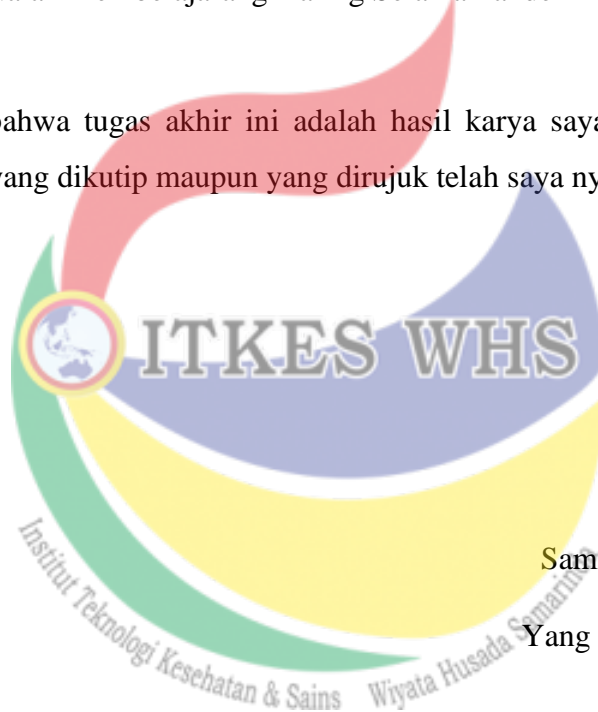 bahwa tugas akhir ini adalah hasil karya saya
yang dikutip maupun yang dirujuk telah saya ny
ITKES WHS
Sam
Yang
Institut Teknologi Kesehatan & Sains Wiyata Husada Samarinda